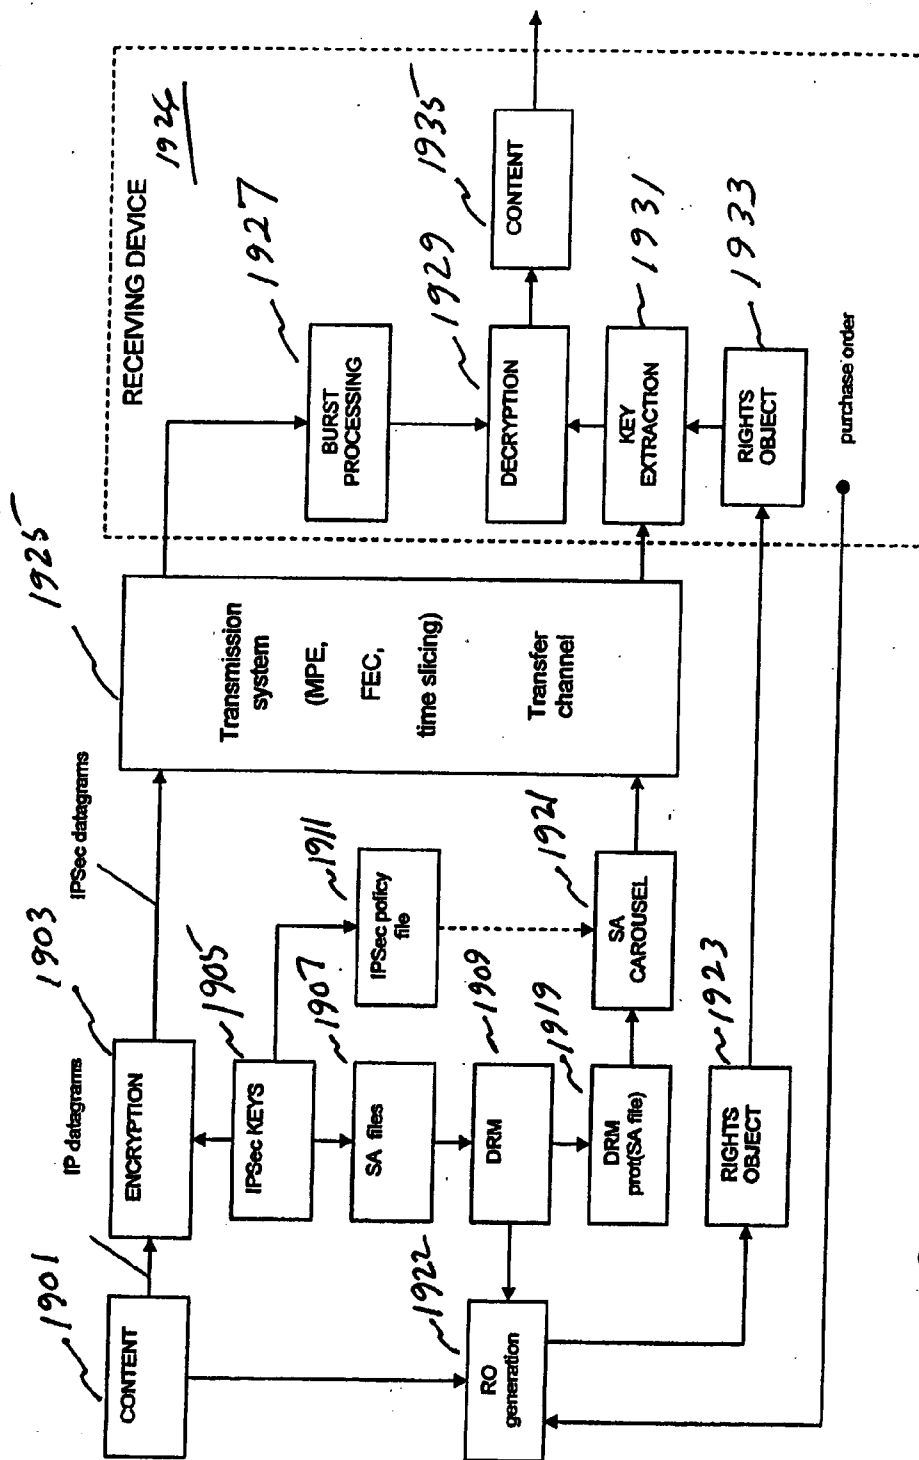 1901
CONTENT
IP datagrams
1903
ENCRYPTION
IPSec datagrams
1905
IPSec KEYS
1907
SA files
1911
IPSec policy
file
1909
DRM
1919
DRM
prot(SA file)
1921
SA
CAROUSEL
1922
RO
generation
1923
RIGHTS
OBJECT
1925
Transmission
system
(MPE,
FEC,
time slicing)
Transfer
channel
RECEIVING DEVICE
1926
1927
BURST
PROCESSING
1929
DECRYPTION
1935
CONTENT
1931
KEY
EXTRACTION
1933
RIGHTS
OBJECT
purchase order